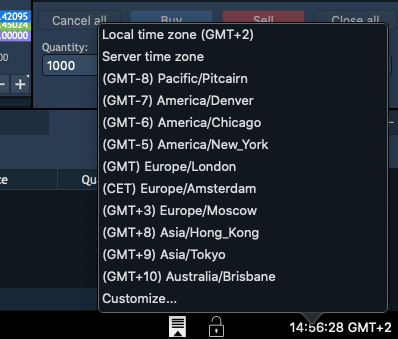 .42095
.45024
.00000
Cancel all
Buy
Sell
Close all
Quantity:
1000
Local time zone (GMT+2)
Server time zone
(GMT-8) Pacific/Pitcairn
(GMT-7) America/Denver
(GMT-6) America/Chicago
(GMT-5) America/New_York
(GMT) Europe/London
(CET) Europe/Amsterdam
(GMT+3) Europe/Moscow
(GMT+8) Asia/Hong_Kong
(GMT+9) Asia/Tokyo
(GMT+10) Australia/Brisbane
Customize...
14:56:28 GMT+2